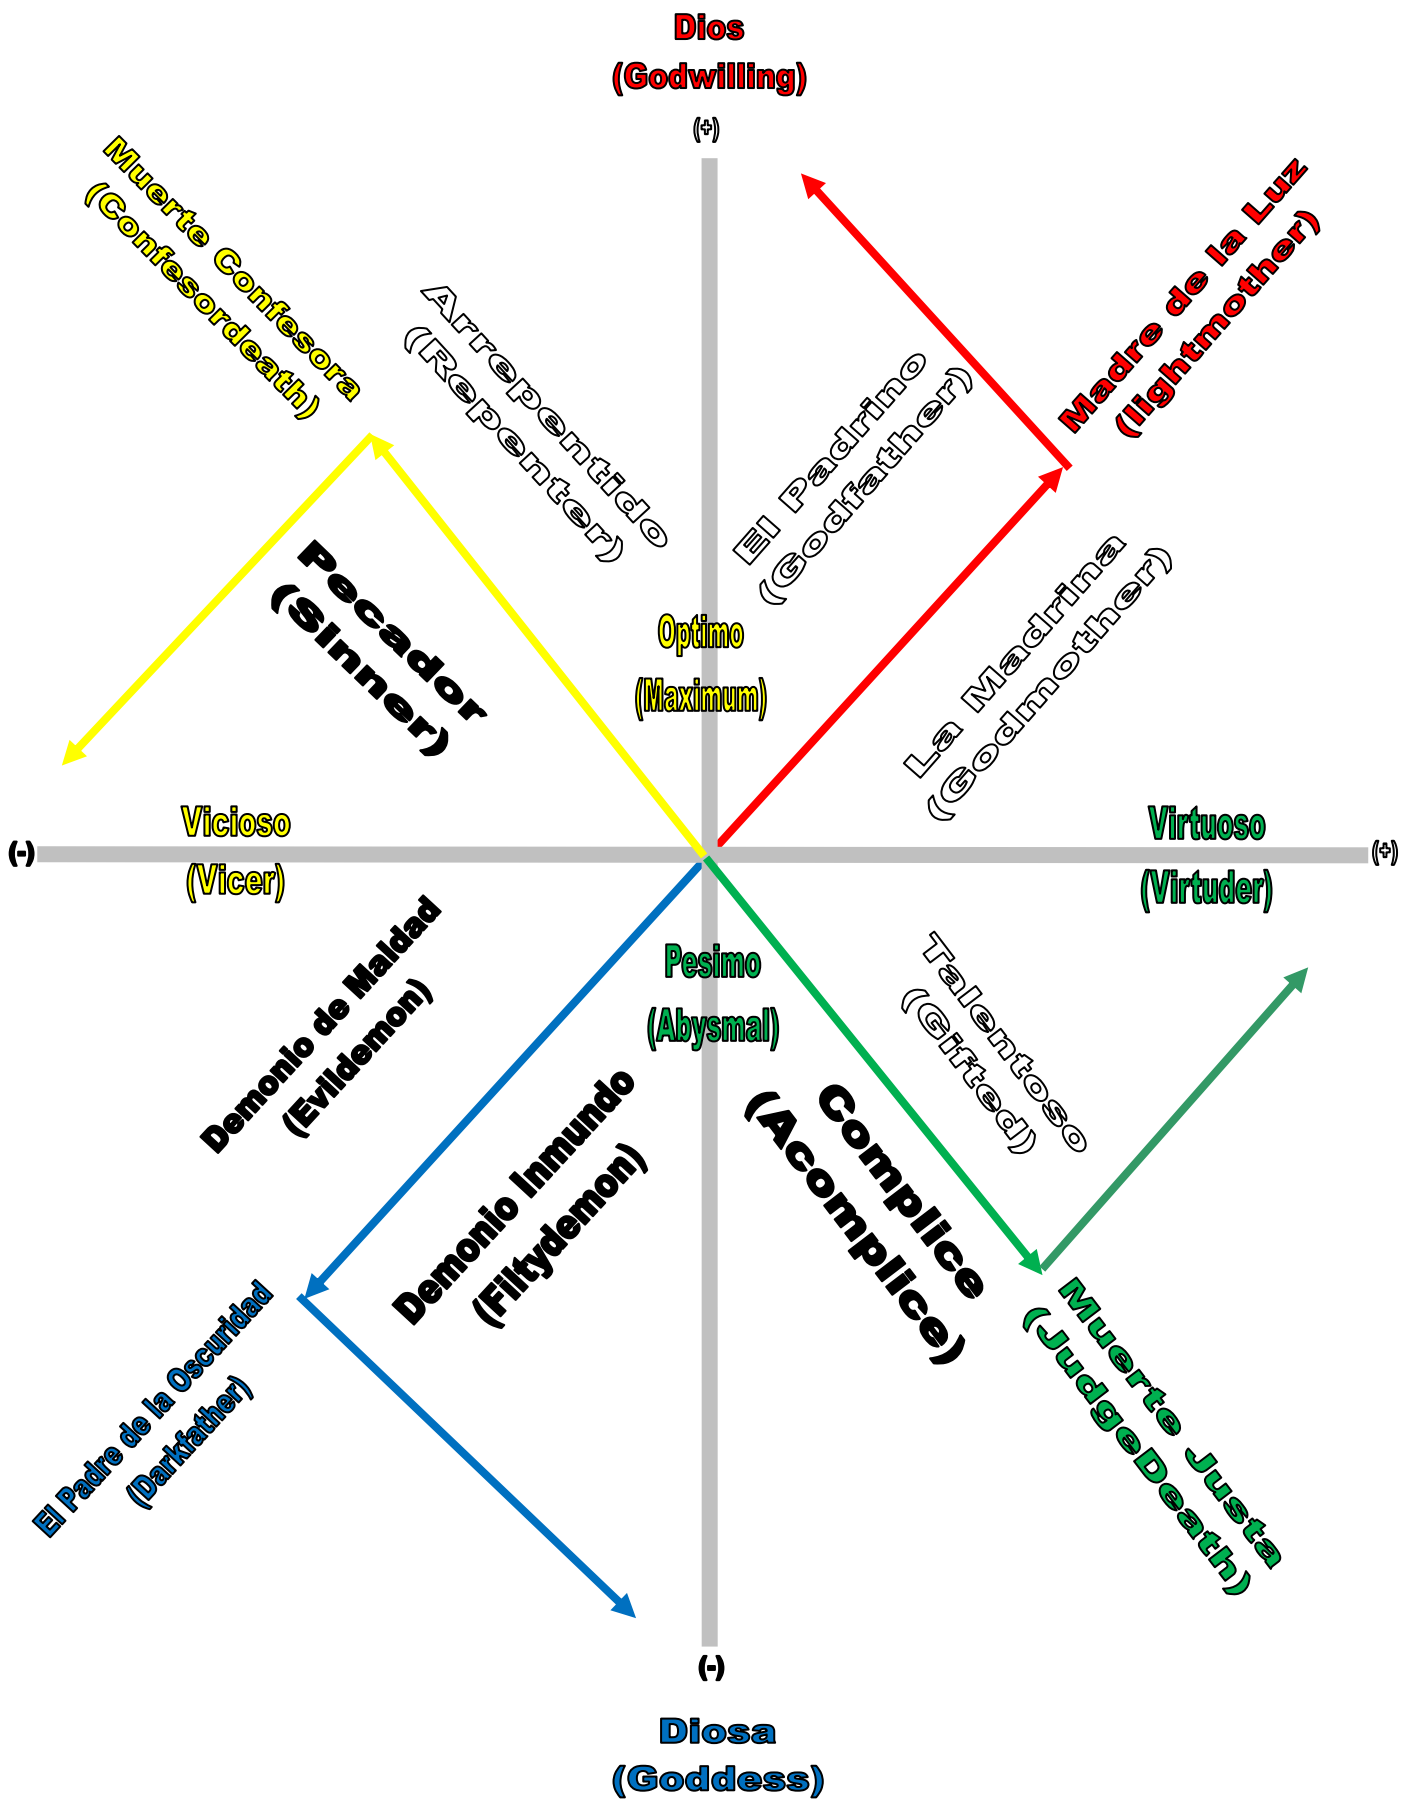 Dios
(Godwilling)
(+)
Muerte Confesora
(Confesordeath)
Madre de la Luz
(lightmother)
Arrepentido
(Repenter)
El Padrino
(Godfather)
Pecador
(Sinner)
La Madrina
(Godmother)
Optimo
(Maximum)
Vicioso
(-)
(Vicer)
Virtuoso
(+)
(Virtuder)
Demonio de Maldad
(Evildemon)
Pesimo
(Abysmal)
Talentoso
(Gifted)
Demonio Inmundo
(Filtydemon)
Complice
(Acomplice)
El Padre de la Oscuridad
(Darkfather)
Muerte Justa
(JudgeDeath)
(-)
Diosa
(Goddess)